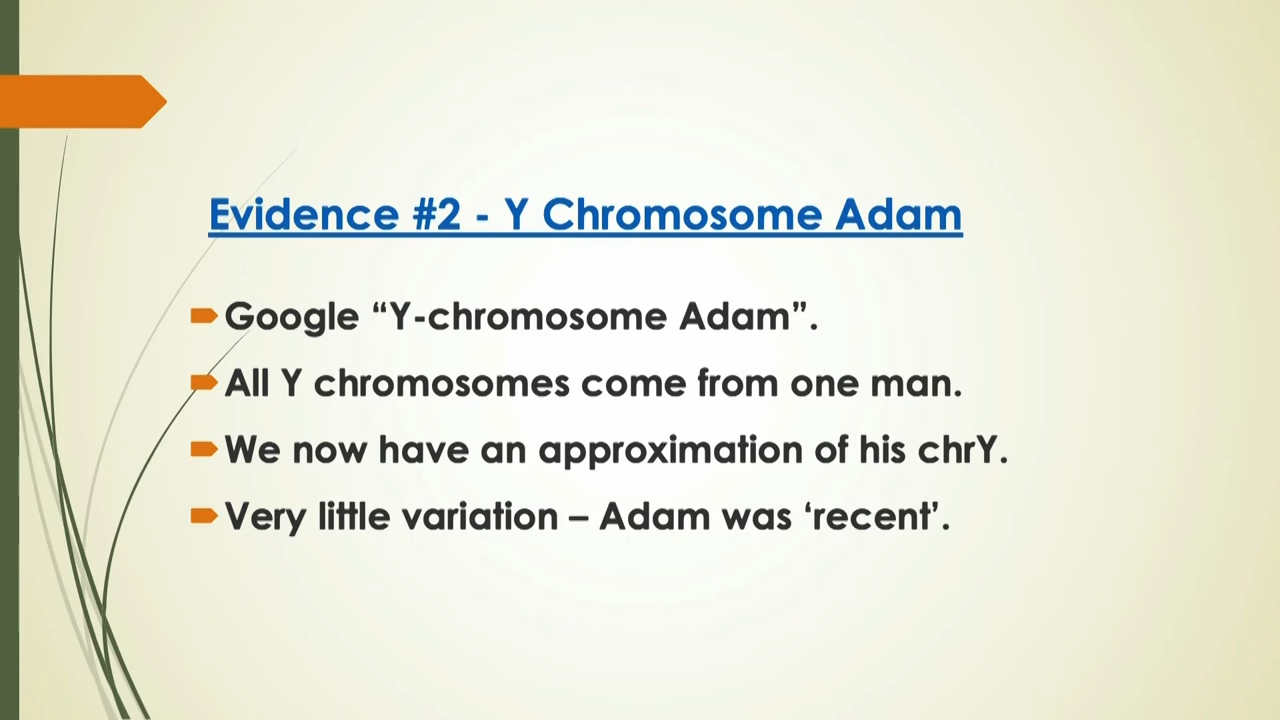 Evidence #2 - Y Chromosome Adam
Google “Y-chromosome Adam”.
All Y chromosomes come from one man.
We now have an approximation of his chrY.
Very little variation – Adam was ‘recent’.